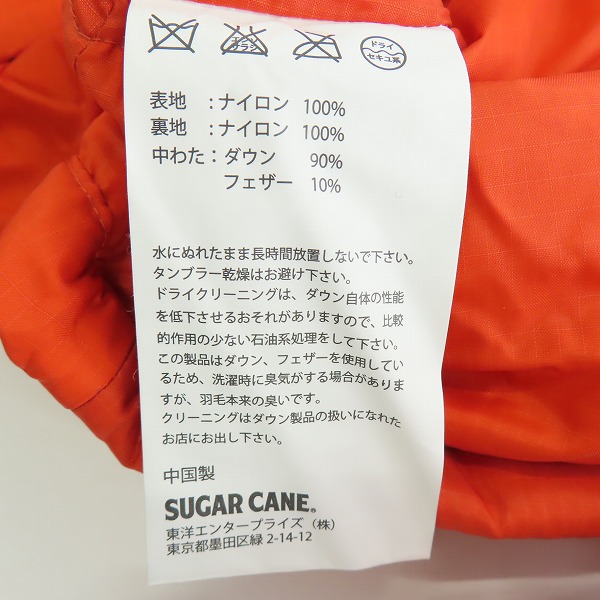 エンソ
サラシ
ドライ
セキユ系
表地 : ナイロン 100%
裏地 : ナイロン 100%
中わた : ダウン 90%
フェザー 10%
水にぬれたまま長時間放置しないで下さい。
タンブラー乾燥はお避け下さい。
ドライクリーニングは、ダウン自体の性能
を低下させるおそれがありますので、比較
的作用の少ない石油系処理をして下さい。
この製品はダウン、フェザーを使用してい
るため、洗濯時に臭気がする場合がありま
すが、羽毛本来の臭いです。
クリーニングはダウン製品の扱いになれた
お店にお出し下さい。
中国製
SUGAR CANE®
東洋エンタープライズ（株）
東京都墨田区緑 2-14-12